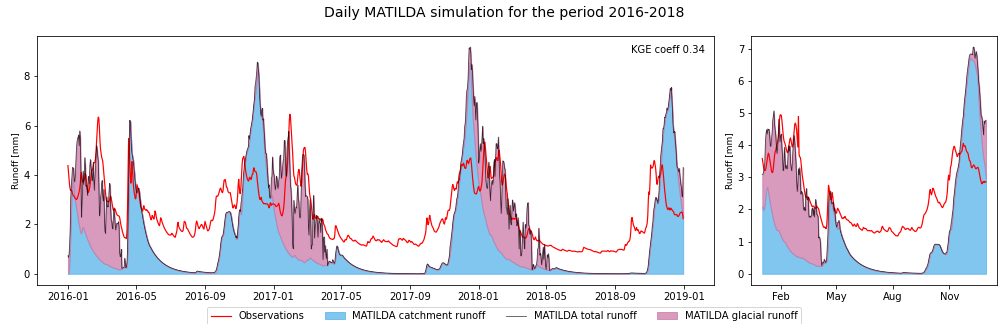 Daily MATILDA simulation for the period 2016-2018
KGE coeff 0.34
Runoff [mm]
8
6
4
2
0
2016-01 2016-05 2016-09 2017-01 2017-05 2017-09 2018-01 2018-05 2018-09 2019-01
Runoff [mm]
7
6
5
4
3
2
1
0
Feb May Aug Nov
Observations MATILDA catchment runoff MATILDA total runoff MATILDA glacial runoff